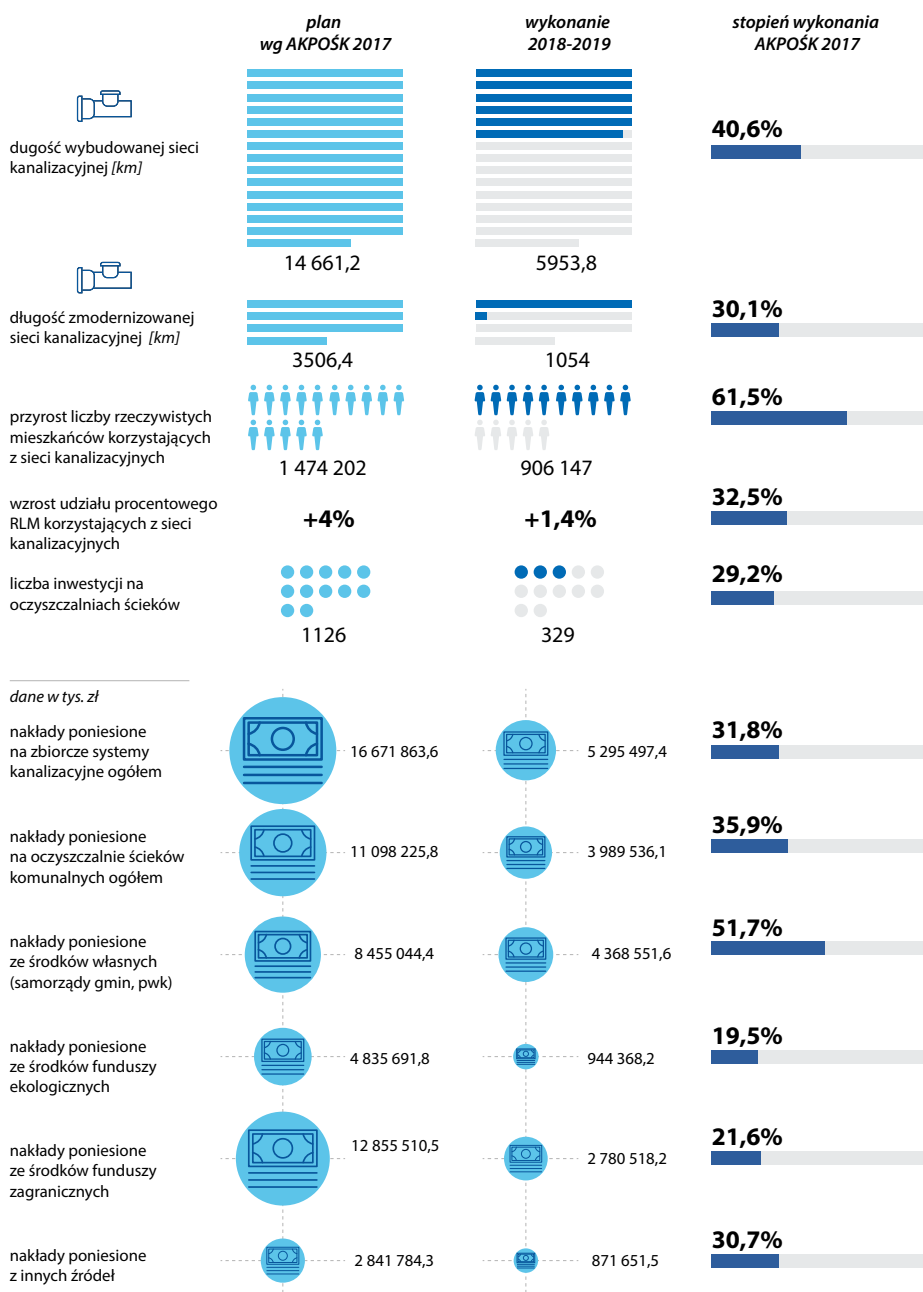 plan
wg AKPOŚK 2017
wykonanie
2018-2019
stopień wykonania
AKPOŚK 2017
dugość wybudowanej sieci
kanalizacyjnej [km]
14 661,2
5953,8
40,6%
długość zmodernizowanej
sieci kanalizacyjnej [km]
3506,4
1054
30,1%
przyrost liczby rzeczywistych
mieszkańców korzystających
z sieci kanalizacyjnych
1 474 202
906 147
61,5%
wzrost udziału procentowego
RLM korzystających z sieci
kanalizacyjnych
+4%
+1,4%
32,5%
liczba inwestycji na
oczyszczalniach ścieków
1126
329
29,2%
dane w tys. zł
nakłady poniesione
na zbiorcze systemy
kanalizacyjne ogółem
16 671 863,6
5 295 497,4
31,8%
nakłady poniesione
na oczyszczalnie ścieków
komunalnych ogółem
11 098 225,8
3 989 536,1
35,9%
nakłady poniesione
ze środków własnych
(samorządy gmin, pwk)
8 455 044,4
4 368 551,6
51,7%
nakłady poniesione
ze środków funduszy
ekologicznych
4 835 691,8
944 368,2
19,5%
nakłady poniesione
ze środków funduszy
zagranicznych
12 855 510,5
2 780 518,2
21,6%
nakłady poniesione
z innych źródeł
2 841 784,3
871 651,5
30,7%